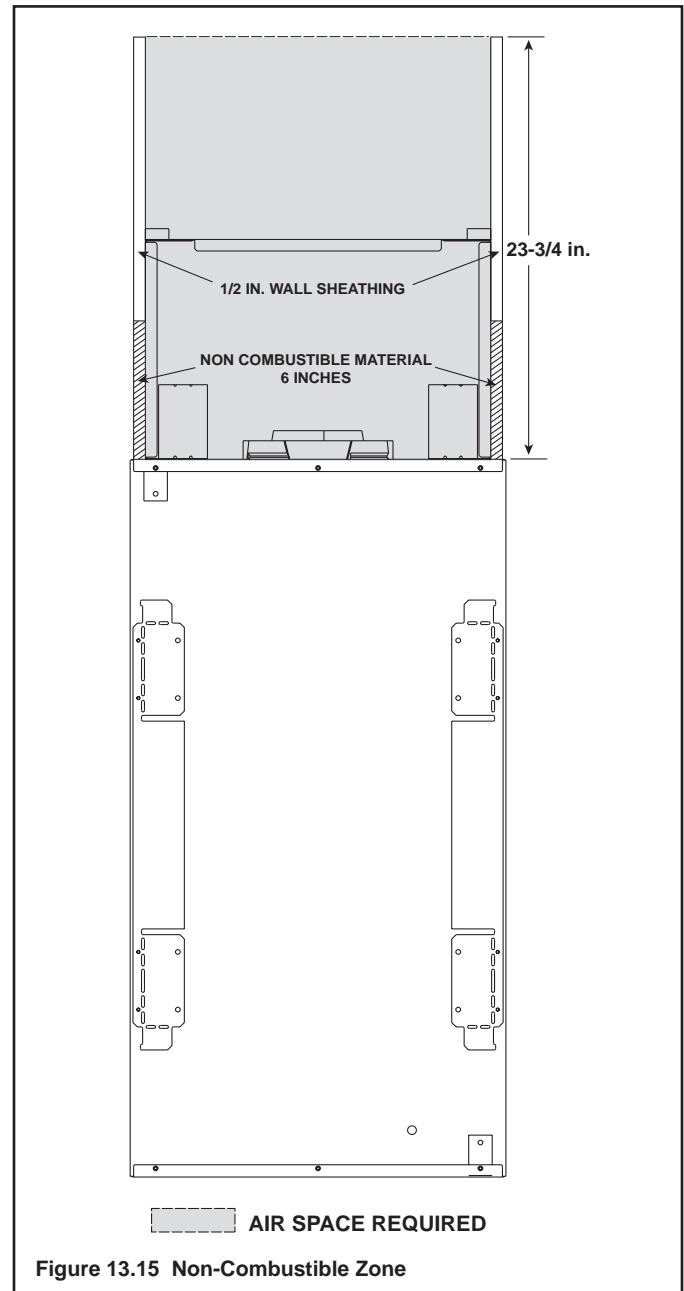 23-3/4 in.
1/2 IN. WALL SHEATHING
NON COMBUSTIBLE MATERIAL
6 INCHES
AIR SPACE REQUIRED
Figure 13.15 Non-Combustible Zone